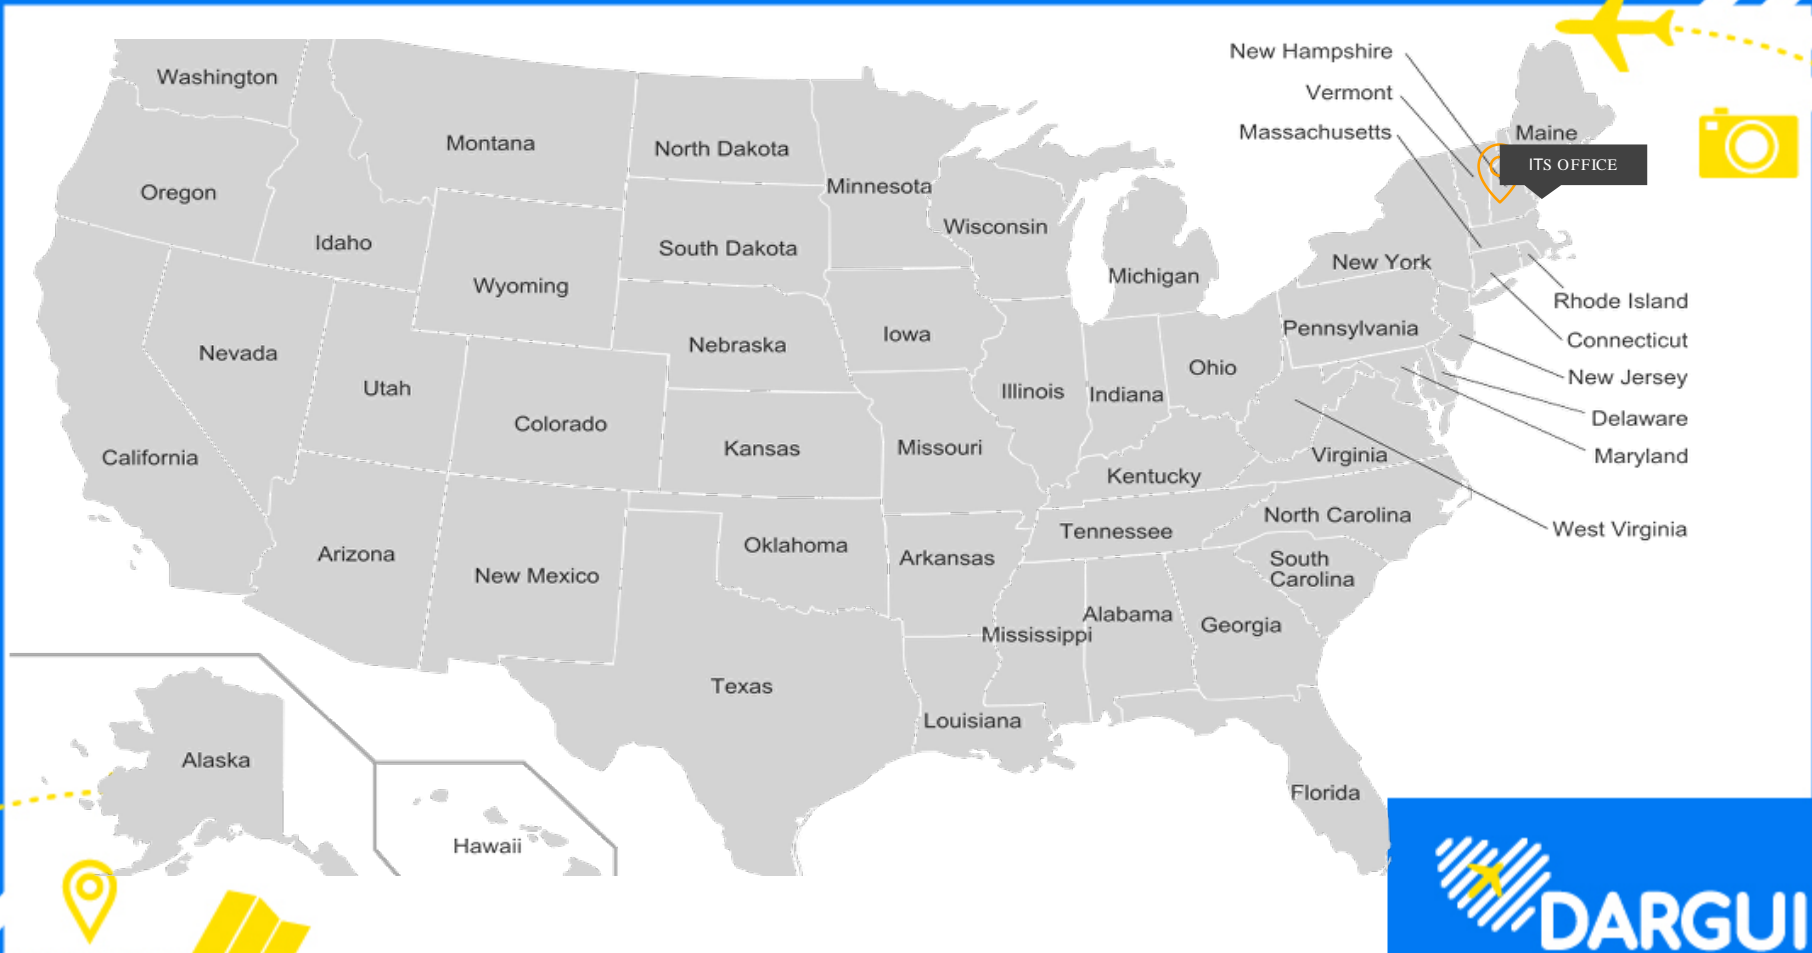 New Hampshire
Vermont
Massachusetts
Maine
ITS OFFICE
Washington
Montana
North Dakota
Minnesota
Oregon
Idaho
Wyoming
South Dakota
Wisconsin
Michigan
New York
Rhode Island
Connecticut
New Jersey
Delaware
Maryland
West Virginia
Nevada
Utah
Colorado
Nebraska
Iowa
Illinois
Indiana
Ohio
Pennsylvania
California
Kansas
Missouri
Kentucky
Virginia
Arizona
New Mexico
Oklahoma
Arkansas
Tennessee
North Carolina
South
Carolina
Texas
Louisiana
Mississippi
Alabama
Georgia
Florida
Alaska
Hawaii
DARGUI